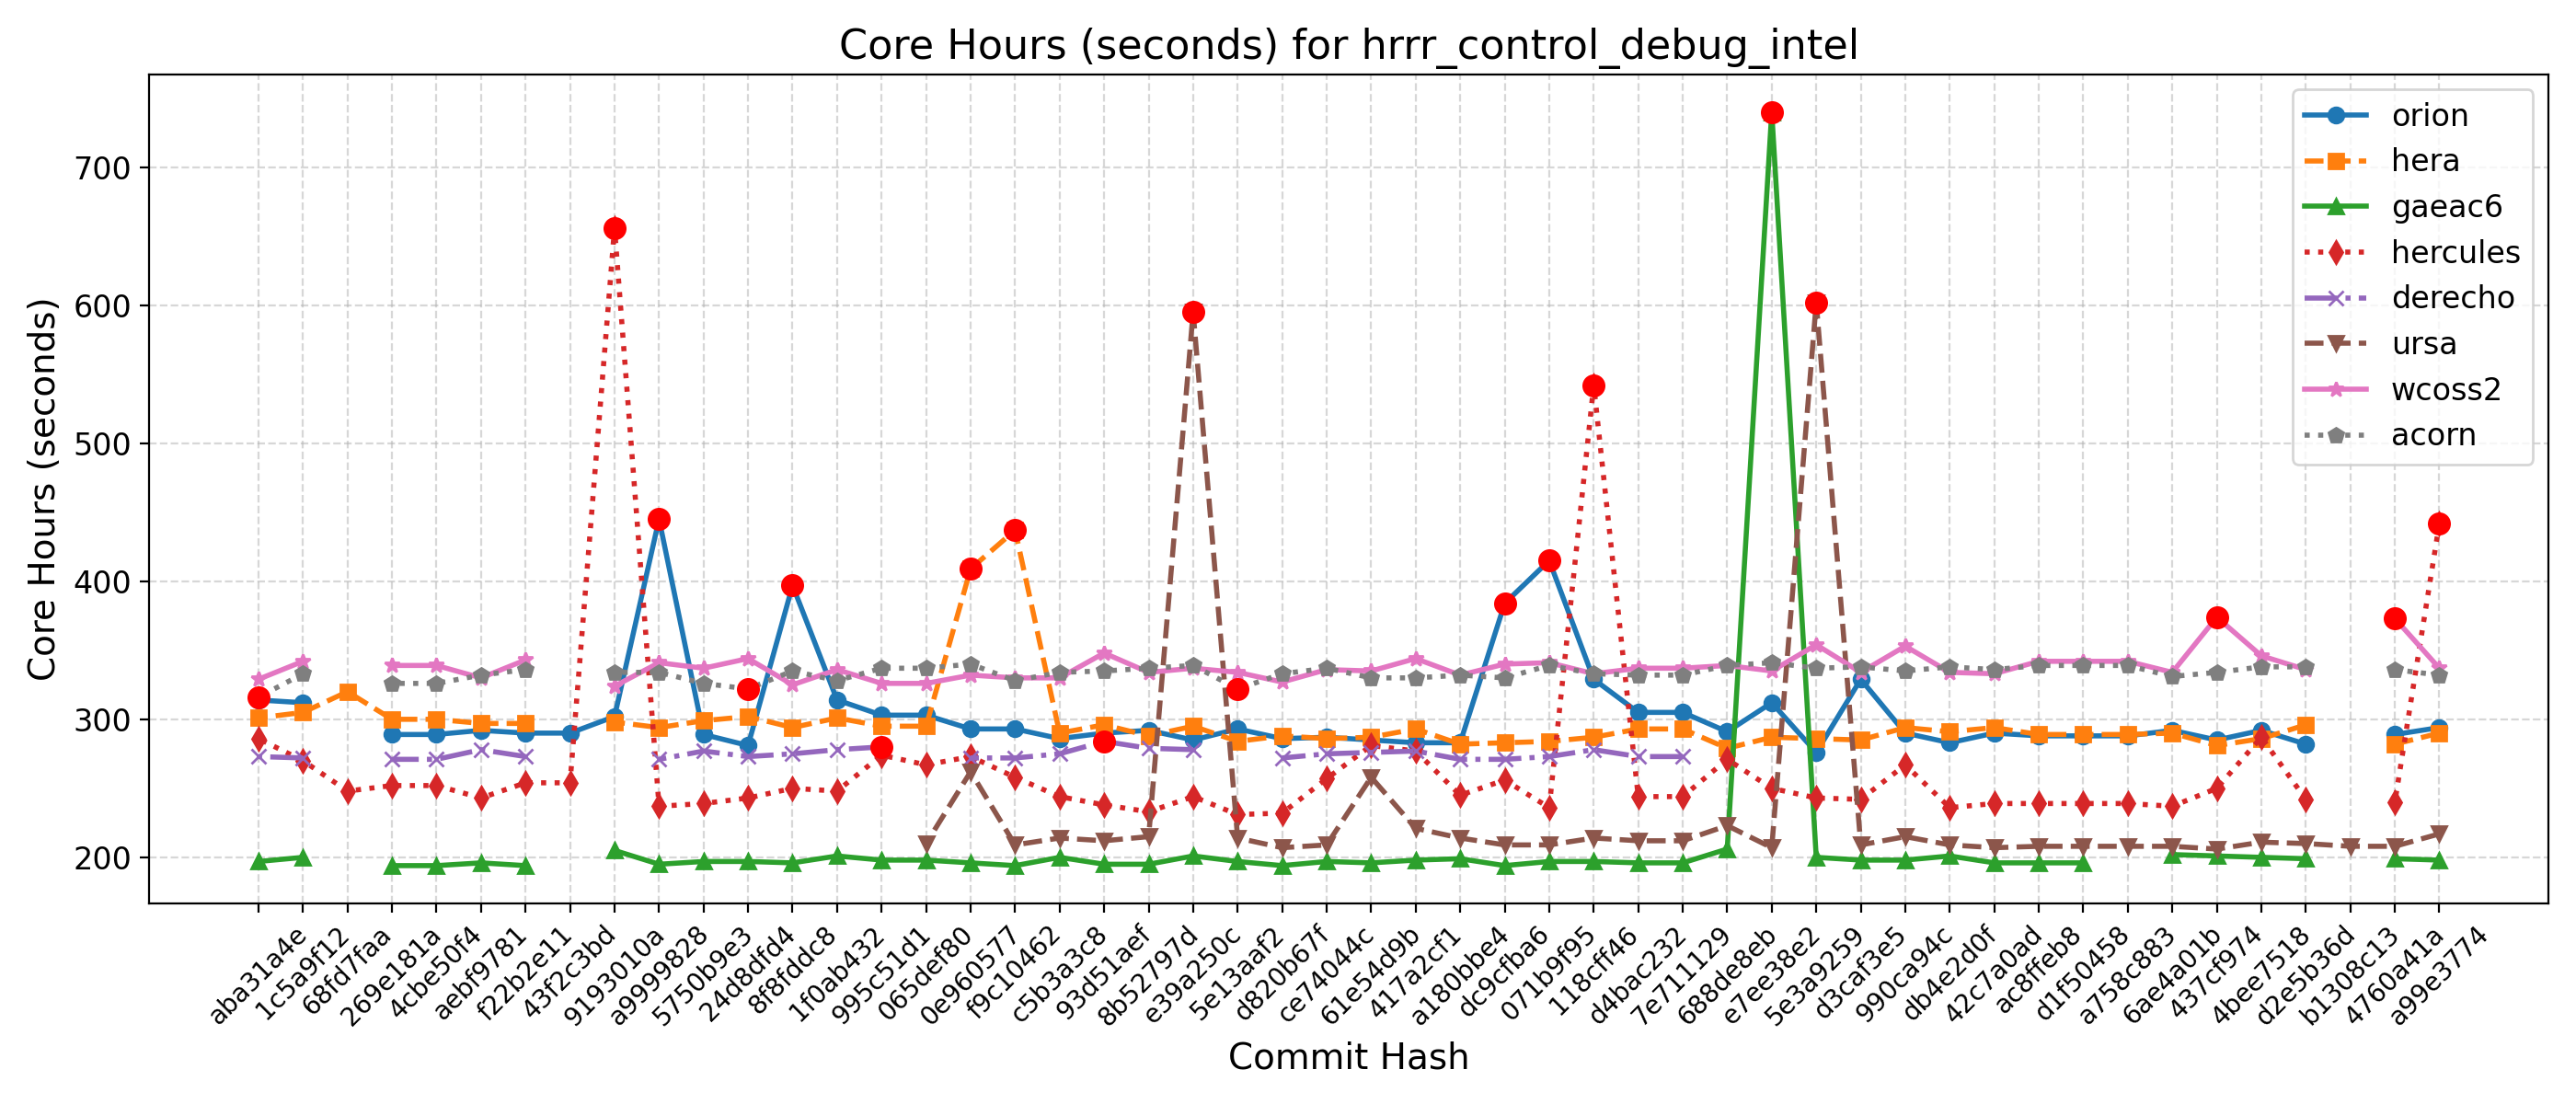 Core Hours (seconds) for hrrr_control_debug_intel
Core Hours (seconds)
700
600
500
400
300
200
orion
hera
gaeac6
hercules
derecho
ursa
wcoss2
acorn
aba31a4e
1c5a9f12
68fd7faa
269e181a
4cbe50f4
aebf9781
f22b2e11
43f2c3bd
9193010a
a9999828
5750b9e3
24d8dfd4
8f8fddc8
1f0ab432
995c51d1
065def80
0e960577
f9c10462
c5b3a3c8
93d51aef
8b52797d
e39a250c
5e13aaf2
d820b67f
ce74044c
61e54d9b
417a2cf1
a180bbe4
dc9cfba6
071b9f95
118cff46
d4bac232
7e711129
688de8eb
e7ee38e2
5e3a9259
d3caf3e5
990ca94c
db4e2d0f
42c7a0ad
ac8ffeb8
d1f50458
a758c883
6ae4a01b
437cf974
4bee7518
d2e5b36d
b1308c13
4760a41a
a99e3774
Commit Hash